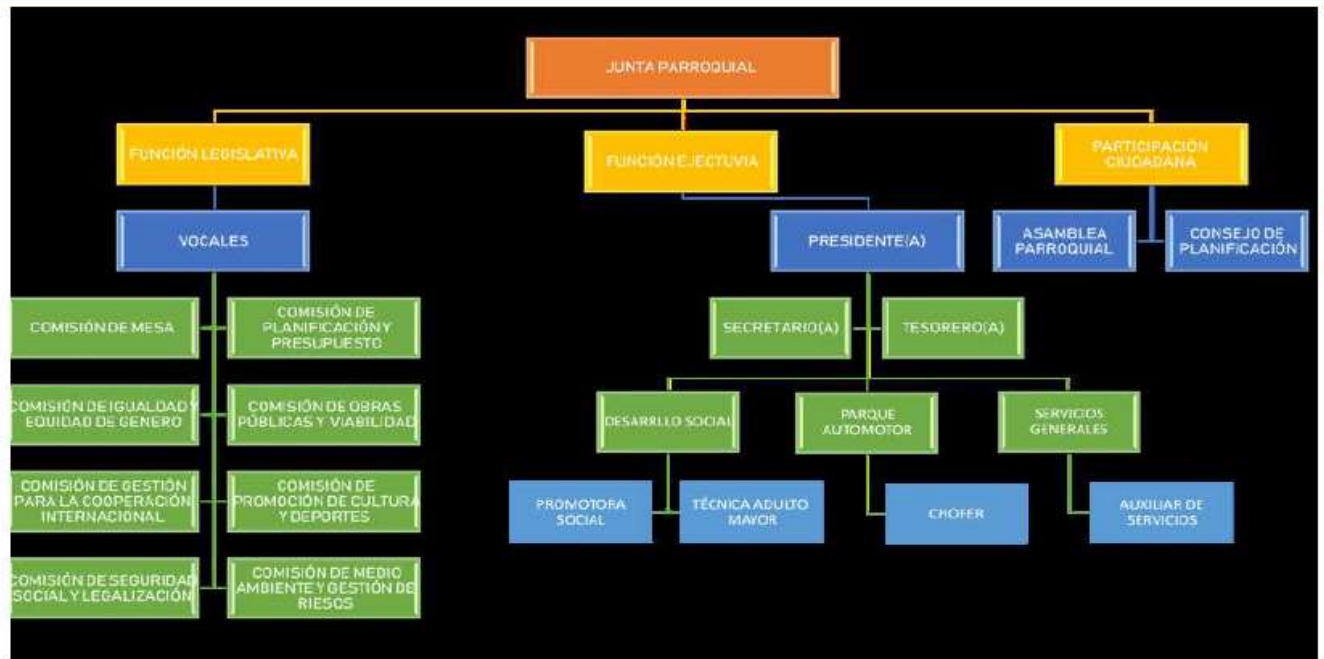 JUNTA PARROQUIAL
FUNCIÓN LEGISLATIVA
FUNCIÓN EJECTUVIA
PARTICIPACIÓN
CIUDADANA
VOCALES
PRESIDENTE(A)
ASAMBLEA
PARROQUIAL
CONSEJO DE
PLANIFICACIÓN
COMISIÓN DE MESA
COMISIÓN DE
PLANIFICACIÓN Y
PRESUPUESTO
SECRETARIO(A)
TESORERO(A)
COMISIÓN DE IGUALDAD Y
EQUIDAD DE GENERO
COMISIÓN DE OBRAS
PÚBLICAS Y VIABILIDAD
DESARRLLO SOCIAL
PARQUE
AUTOMOTOR
SERVICIOS
GENERALES
COMISIÓN DE GESTIÓN
PARA LA COOPERACIÓN
INTERNACIONAL
COMISIÓN DE
PROMOCIÓN DE CULTURA
Y DEPORTES
PROMOTORA
SOCIAL
TÉCNICA ADULTO
MAYOR
CHOFER
AUXILIAR DE
SERVICIOS
COMISIÓN DE SEGURIDAD
SOCIAL Y LEGALIZACIÓN
COMISIÓN DE MEDIO
AMBIENTE Y GESTIÓN DE
RIESOS